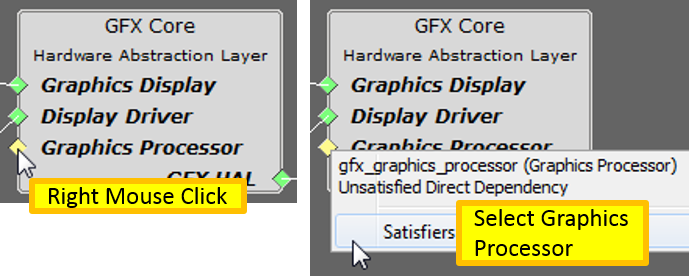 GFX Core
Hardware Abstraction Layer
Graphics Display
Display Driver
Graphics Processor
GFX HAL
Right Mouse Click
GFX Core
Hardware Abstraction Layer
Graphics Display
Display Driver
Graphics Processor
gfx_graphics_processor (Graphics Processor)
Unsatisfied Direct Dependency
Satisfiers
Select Graphics
Processor